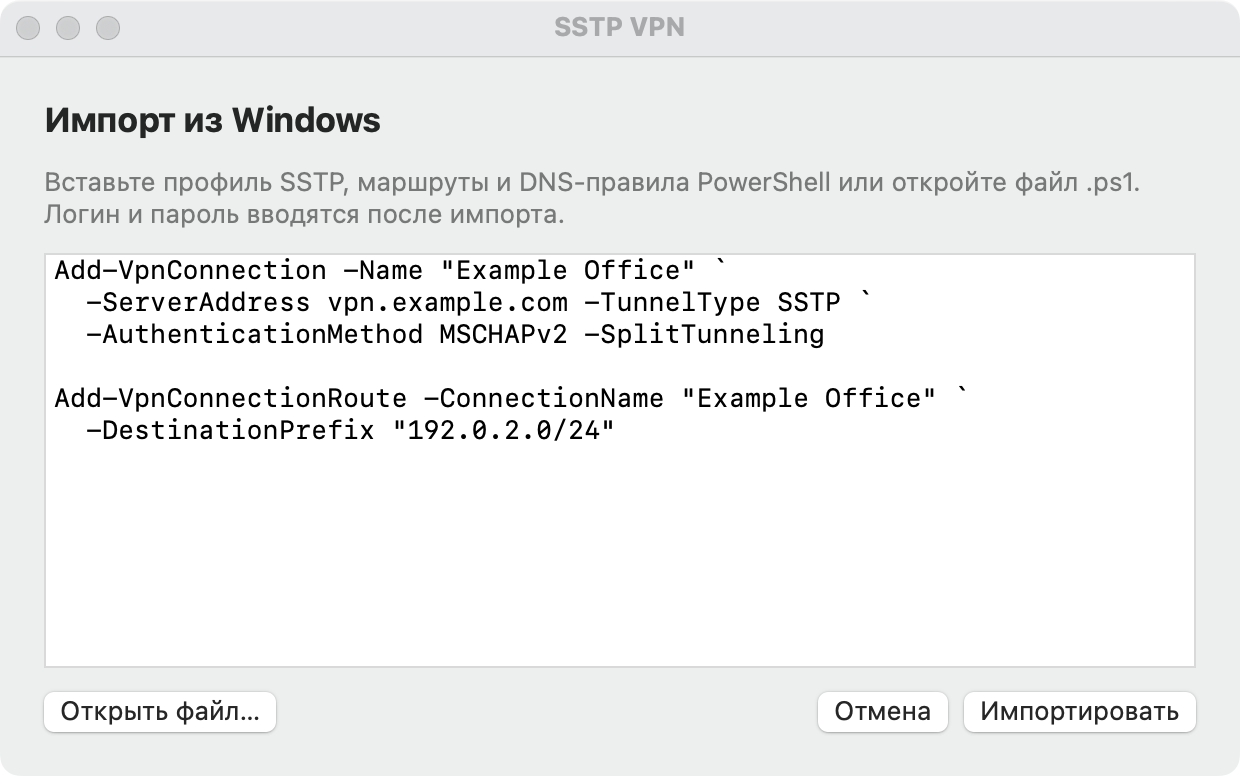 SSTP VPN
Импорт из Windows
Вставьте профиль SSTP, маршруты и DNS-правила PowerShell или откройте файл .ps1.
Логин и пароль вводятся после импорта.
Add-VpnConnection -Name "Example Office" `
  -ServerAddress vpn.example.com -TunnelType SSTP `
  -AuthenticationMethod MSCHAPv2 -SplitTunneling
Add-VpnConnectionRoute -ConnectionName "Example Office" `
  -DestinationPrefix "192.0.2.0/24"
Открыть файл...
Отмена
Импортировать